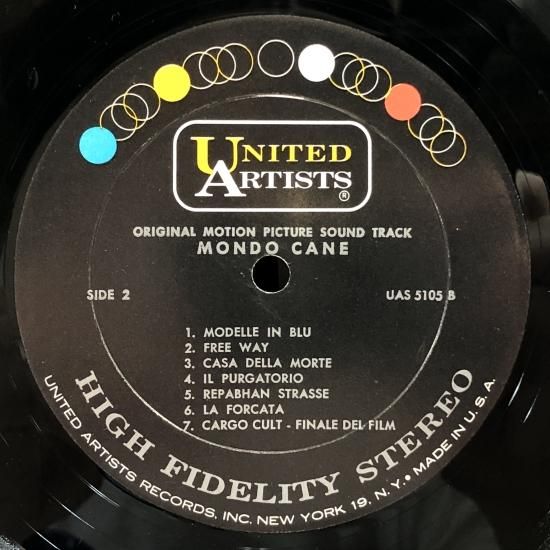 UNITED
ARTISTS®
ORIGINAL MOTION PICTURE SOUND TRACK
MONDO CANE
SIDE 2
UAS 5105 B
1. MODELLE IN BLU
2. FREE WAY
3. CASA DELLA MORTE
4. IL PURGATORIO
5. REPABHAN STRASSE
6. LA FORCATA
7. CARGO CULT - FINALE DEL FILM
HIGH FIDELITY STEREO
UNITED ARTISTS RECORDS, INC. NEW YORK 19, N.Y. • MADE IN U.S.A.